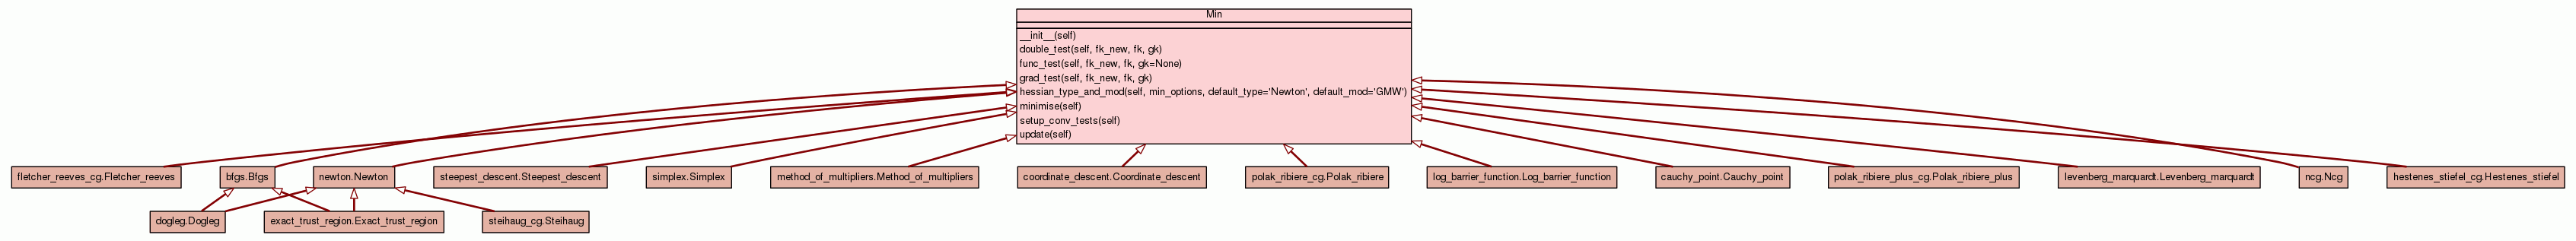 Min
__init__(self)
double_test(self, fk_new, fk, gk)
func_test(self, fk_new, fk, gk=None)
grad_test(self, fk_new, fk, gk)
hessian_type_and_mod(self, min_options, default_type='Newton', default_mod='GMW')
minimise(self)
setup_conv_tests(self)
update(self)
fletcher_reeves_cg.Fletcher_reeves
bfgs.Bfgs
newton.Newton
steepest_descent.Steepest_descent
simplex.Simplex
method_of_multipliers.Method_of_multipliers
coordinate_descent.Coordinate_descent
polak_ribiere_cg.Polak_ribiere
log_barrier_function.Log_barrier_function
cauchy_point.Cauchy_point
polak_ribiere_plus_cg.Polak_ribiere_plus
levenberg_marquardt.Levenberg_marquardt
ncg.Ncg
hestenes_stiefel_cg.Hestenes_stiefel
dogleg.Dogleg
exact_trust_region.Exact_trust_region
steihaug_cg.Steihaug